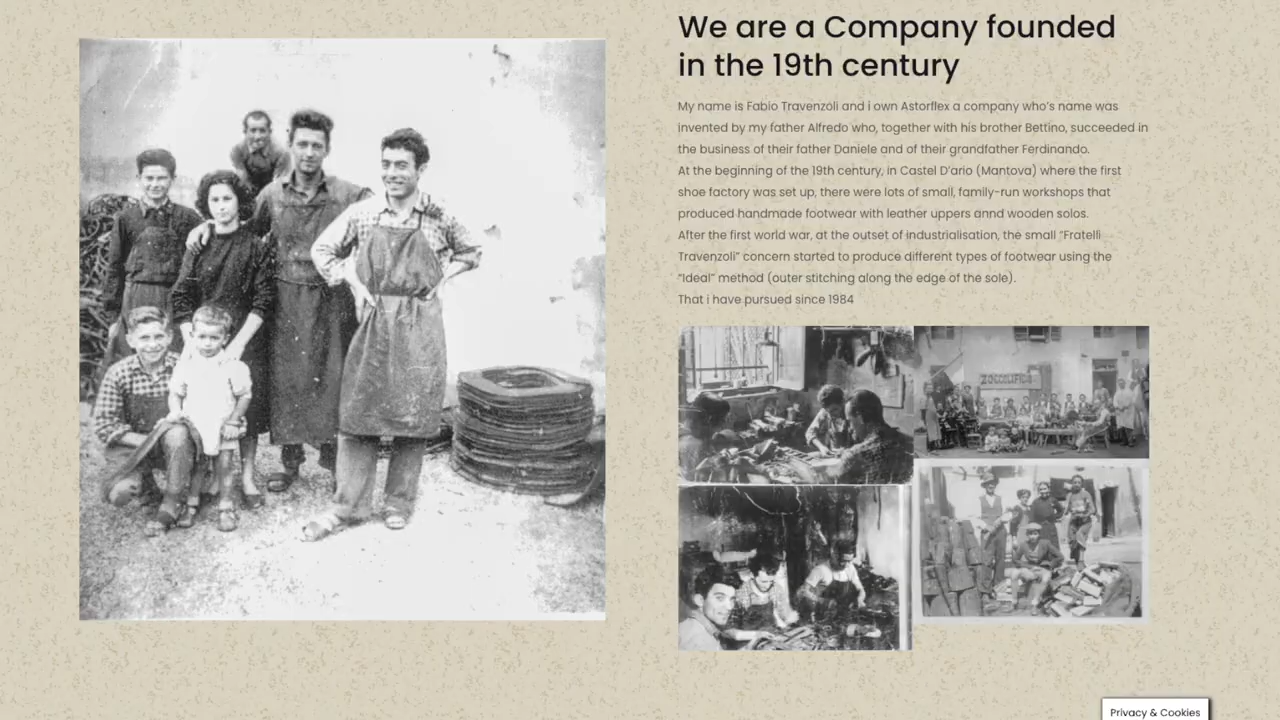 We are a Company founded
in the 19th century
My name is Fabio Travenzoli and i own Astorflex a company who's name was
invented by my father Alfredo who, together with his brother Bettino, succeeded in
the business of their father Daniele and of their grandfather Ferdinando.
At the beginning of the 19th century, in Castel D'ario (Mantova) where the first
shoe factory was set up, there were lots of small, family-run workshops that
produced handmade footwear with leather uppers annd wooden solos.
After the first world war, at the outset of industrialisation, the small "Fratelli
Travenzoli" concern started to produce different types of footwear using the
"Ideal" method (outer stitching along the edge of the sole).
That i have pursued since 1984
ZOCCOLIFICIO
Privacy & Cookies